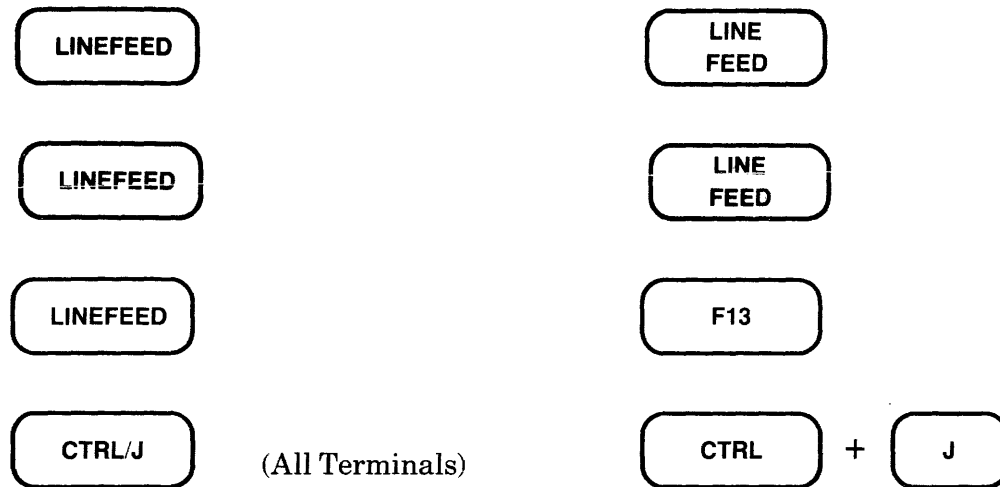 LINEFEED
LINE
FEED
LINEFEED
LINE
FEED
LINEFEED
F13
CTRL/J
(All Terminals)
CTRL
+
J